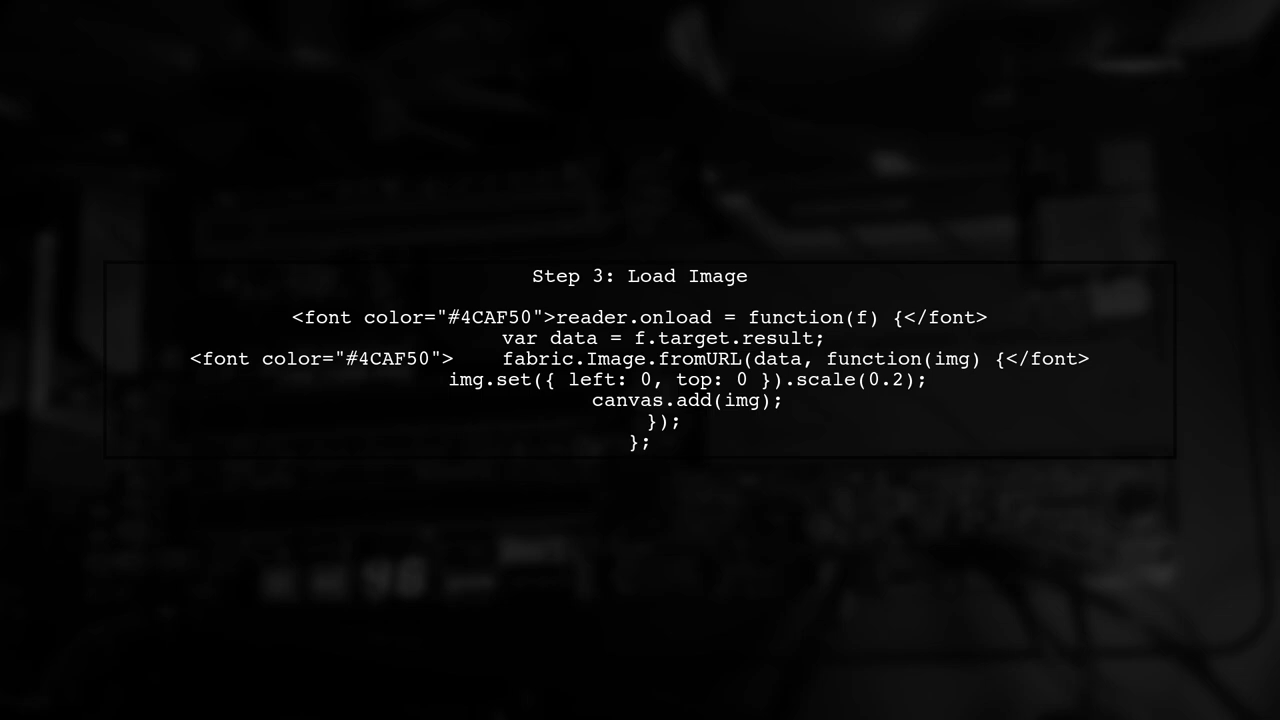 Step 3: Load Image
<font color="#4CAF50">reader.onload = function(f) {</font>
var data = f.target.result;
<font color="#4CAF50">    fabric.Image.fromURL(data, function(img) {</font>
img.set({ left: 0, top: 0 }).scale(0.2);
canvas.add(img);
});
};